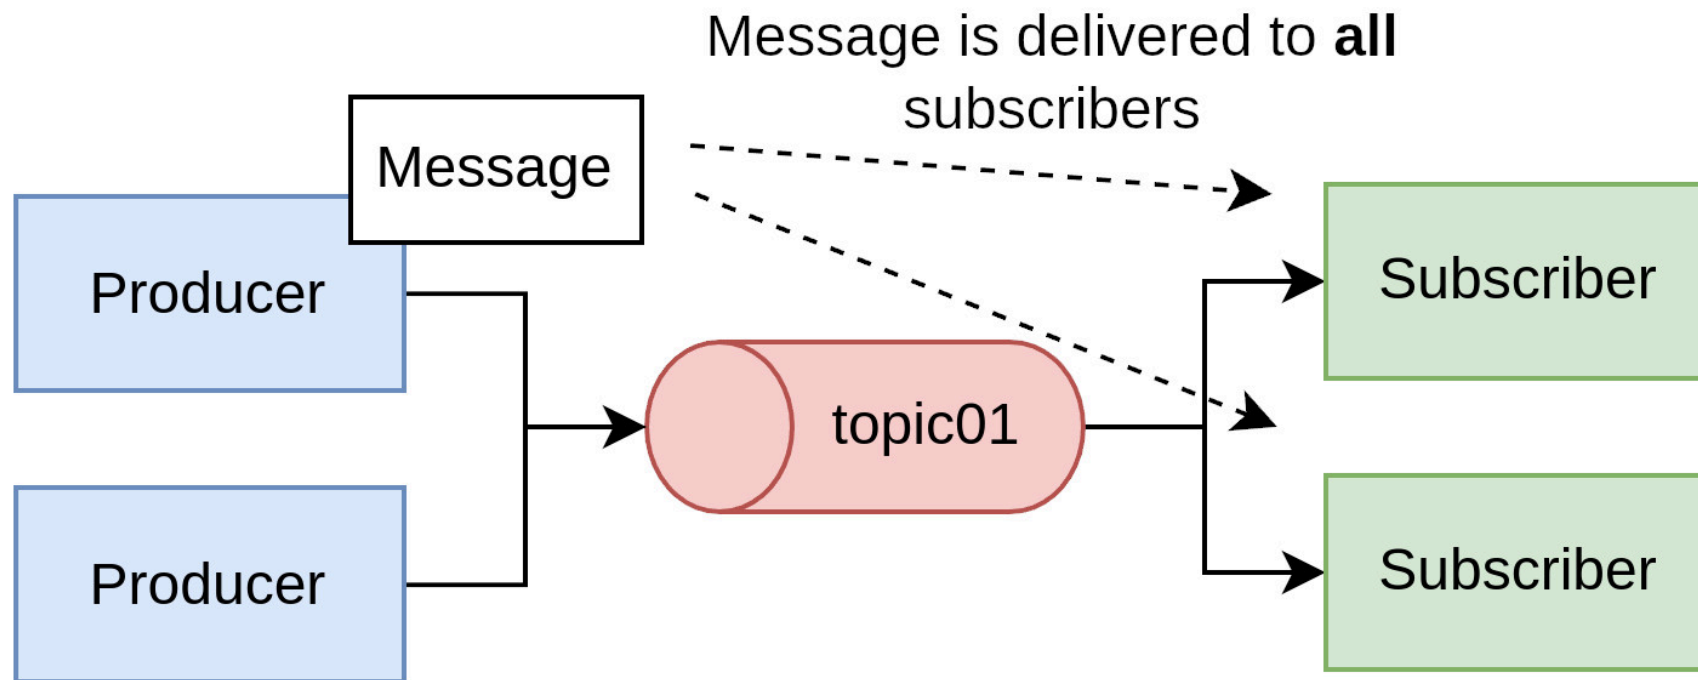 Message is delivered to all
subscribers
Message
Producer
Subscriber
topic01
Producer
Subscriber